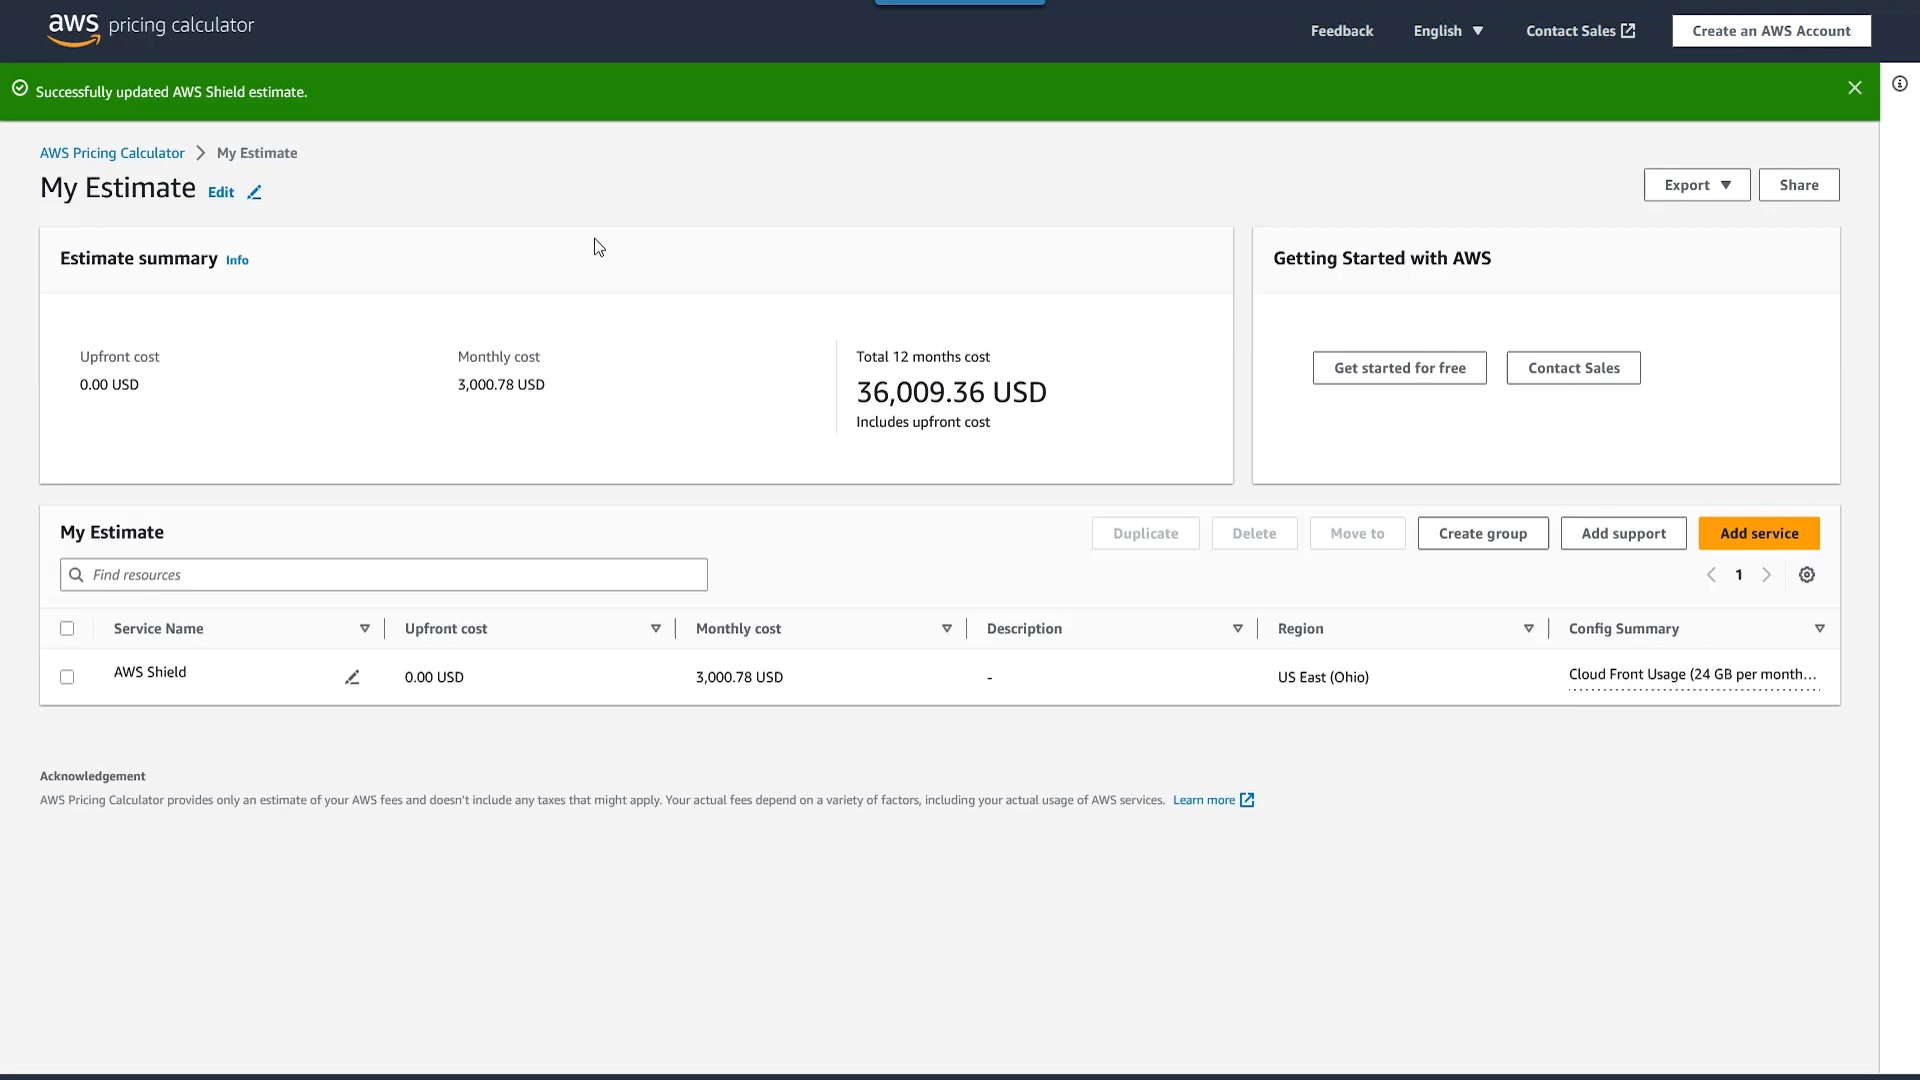 aws pricing calculator
Feedback
English
Contact Sales
Create an AWS Account
Successfully updated AWS Shield estimate.
AWS Pricing Calculator > My Estimate
My Estimate Edit
Export
Share
Estimate summary Info
Upfront cost
0.00 USD
Monthly cost
3,000.78 USD
Total 12 months cost
36,009.36 USD
Includes upfront cost
Getting Started with AWS
Get started for free
Contact Sales
My Estimate
Duplicate
Delete
Move to
Create group
Add support
Add service
Find resources
1
Service Name
Upfront cost
Monthly cost
Description
Region
Config Summary
AWS Shield
0.00 USD
3,000.78 USD
-
US East (Ohio)
Cloud Front Usage (24 GB per month...
Acknowledgement
AWS Pricing Calculator provides only an estimate of your AWS fees and doesn't include any taxes that might apply. Your actual fees depend on a variety of factors, including your actual usage of AWS services. Learn more